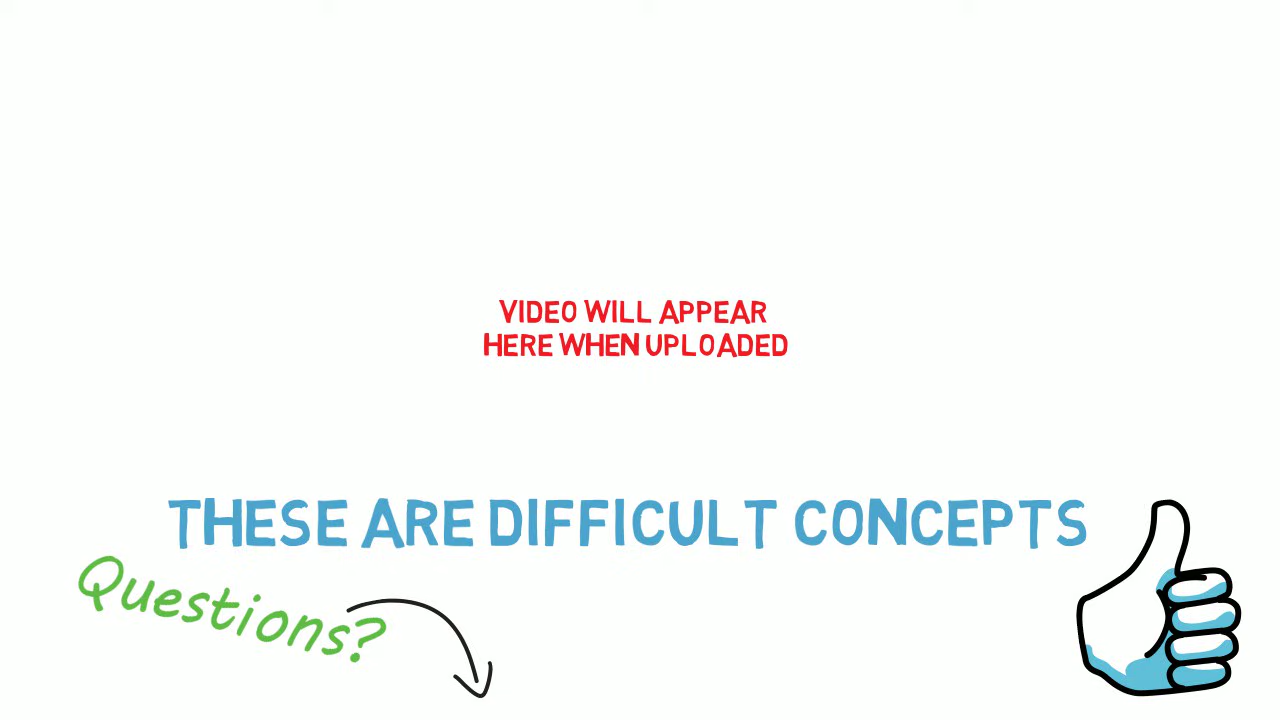 VIDEO WILL APPEAR
HERE WHEN UPLOADED
THESE ARE DIFFICULT CONCEPTS
Questions?